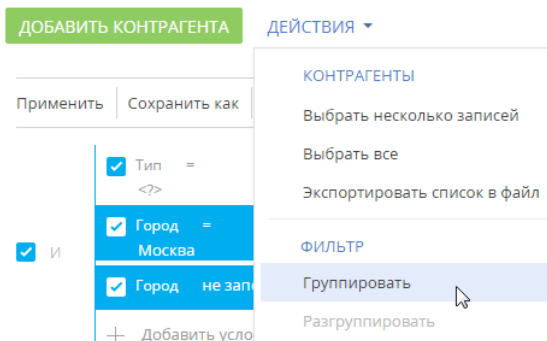 ДОБАВИТЬ КОНТРАГЕНТА
ДЕЙСТВИЯ
КОНТРАГЕНТЫ
Применить
Сохранить как
Выбрать несколько записей
Выбрать все
Экспортировать список в файл
Тип =
<?>
Город =
Москва
И
ФИЛЬТР
Город не запо
Группировать
Добавить усло
Разгруппировать